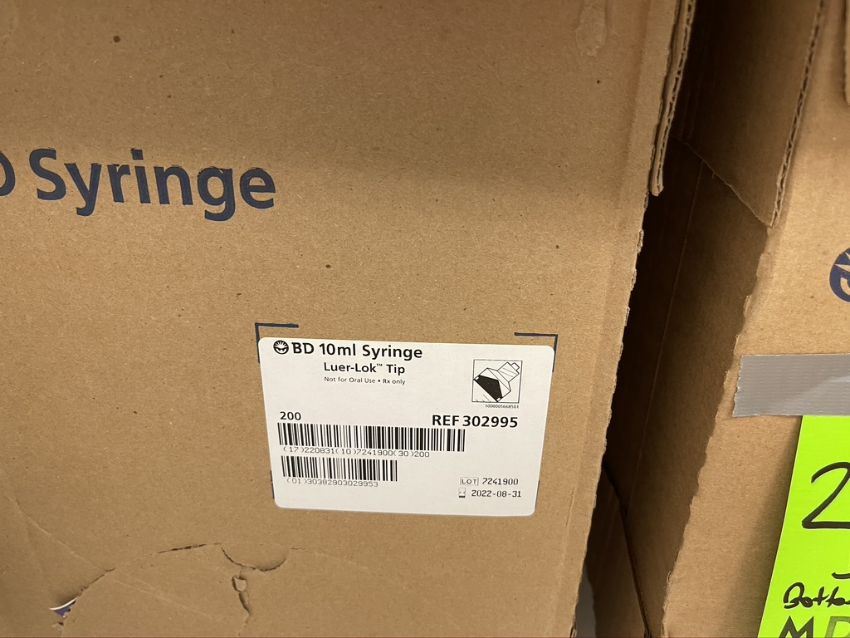 Syringe
BD 10ml Syringe
Luer-Lok™ Tip
Not for Oral Use • Rx only
200
REF 302995
(17)220831(10)7241900(30)200
(01)30382903029953
LOT 7241900
2022-08-31
2